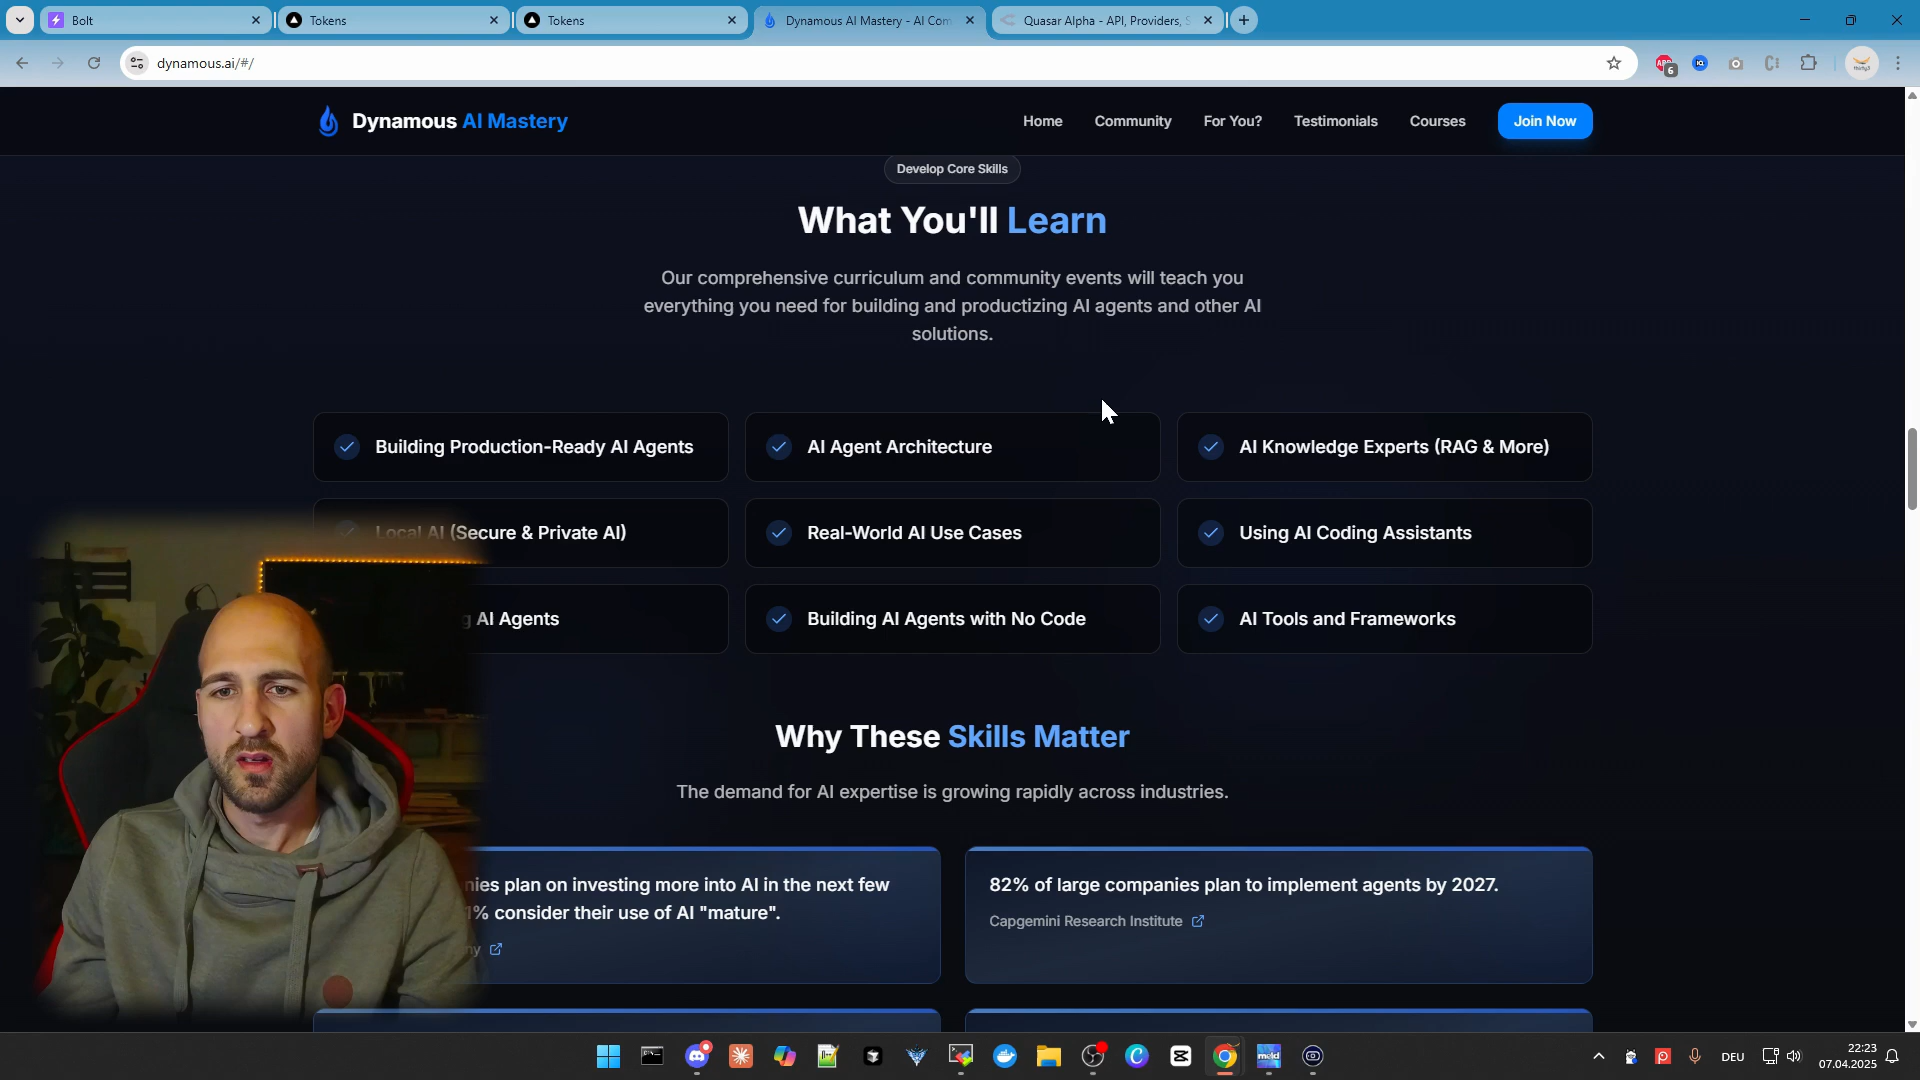 Bolt
Tokens
Tokens
Dynamous AI Mastery - AI Com
Quasar Alpha - API, Providers,
dynamous.ai/#/
6
Dynamous AI Mastery
Home
Community
For You?
Testimonials
Courses
Join Now
Develop Core Skills
What You'll Learn
Our comprehensive curriculum and community events will teach you
everything you need for building and productizing AI agents and other AI
solutions.
Building Production-Ready AI Agents
AI Agent Architecture
AI Knowledge Experts (RAG & More)
Local AI (Secure & Private AI)
Real-World AI Use Cases
Using AI Coding Assistants
AI Agents
Building AI Agents with No Code
AI Tools and Frameworks
Why These Skills Matter
The demand for AI expertise is growing rapidly across industries.
nies plan on investing more into AI in the next few
1% consider their use of AI "mature".
ny
82% of large companies plan to implement agents by 2027.
Capgemini Research Institute
DEU
22:23
07.04.2025